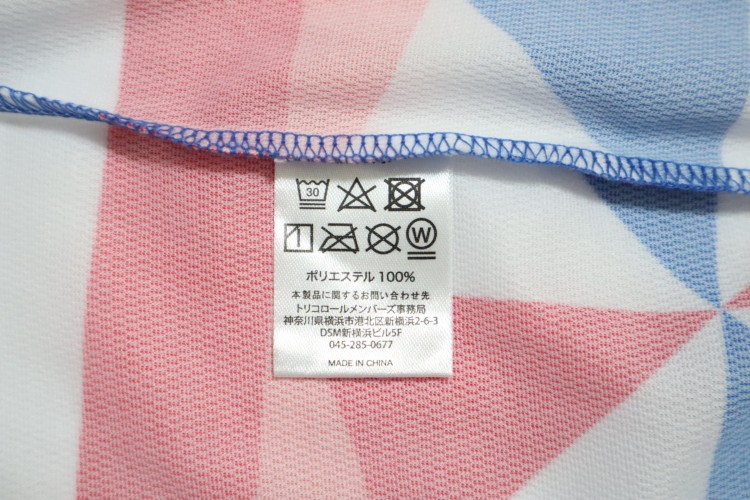 30
W
ポリエステル 100%
本製品に関するお問い合わせ先
トリコロールメンバーズ事務局
神奈川県横浜市港北区新横浜2-6-3
DSM新横浜ビル5F
045-285-0677
MADE IN CHINA